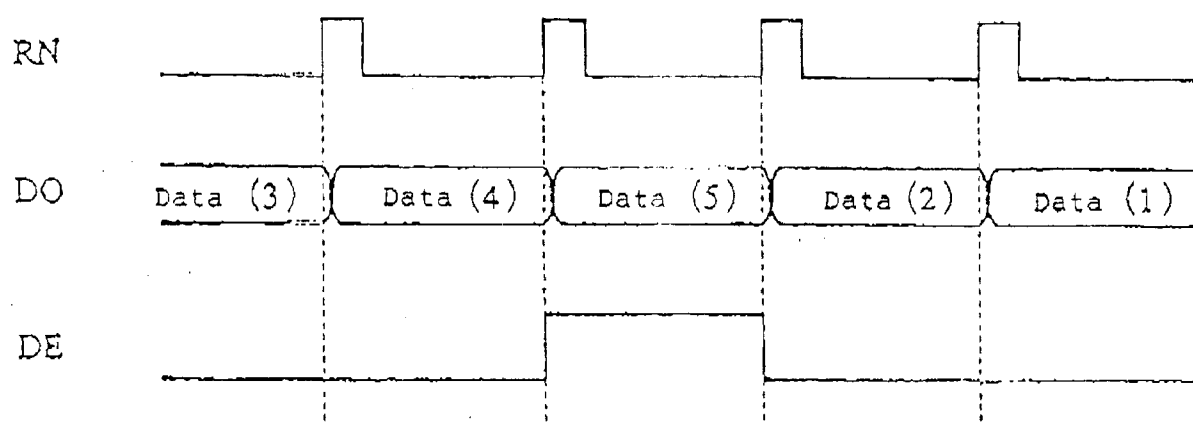 RN
DO Data (3) Data (4) Data (5) Data (2) Data (1)
DE